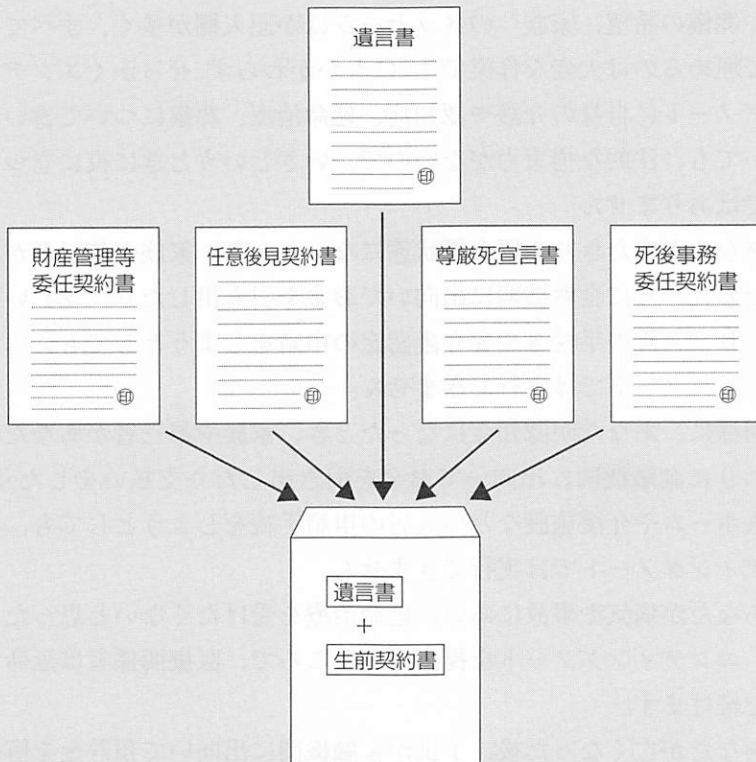 遺言書
㊞
財産管理等
委任契約書
㊞
任意後見契約書
㊞
尊厳死宣言書
㊞
死後事務
委任契約書
㊞
遺言書
+
生前契約書